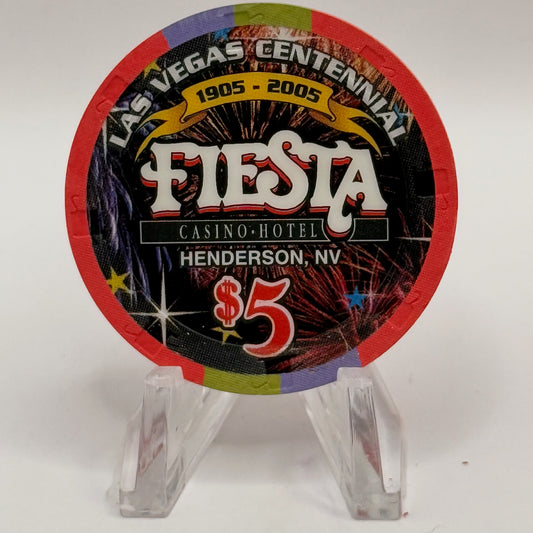 LAS VEGAS CENTENNIAL
1905 - 2005
FIESTA
CASINO · HOTEL
HENDERSON, NV
$5